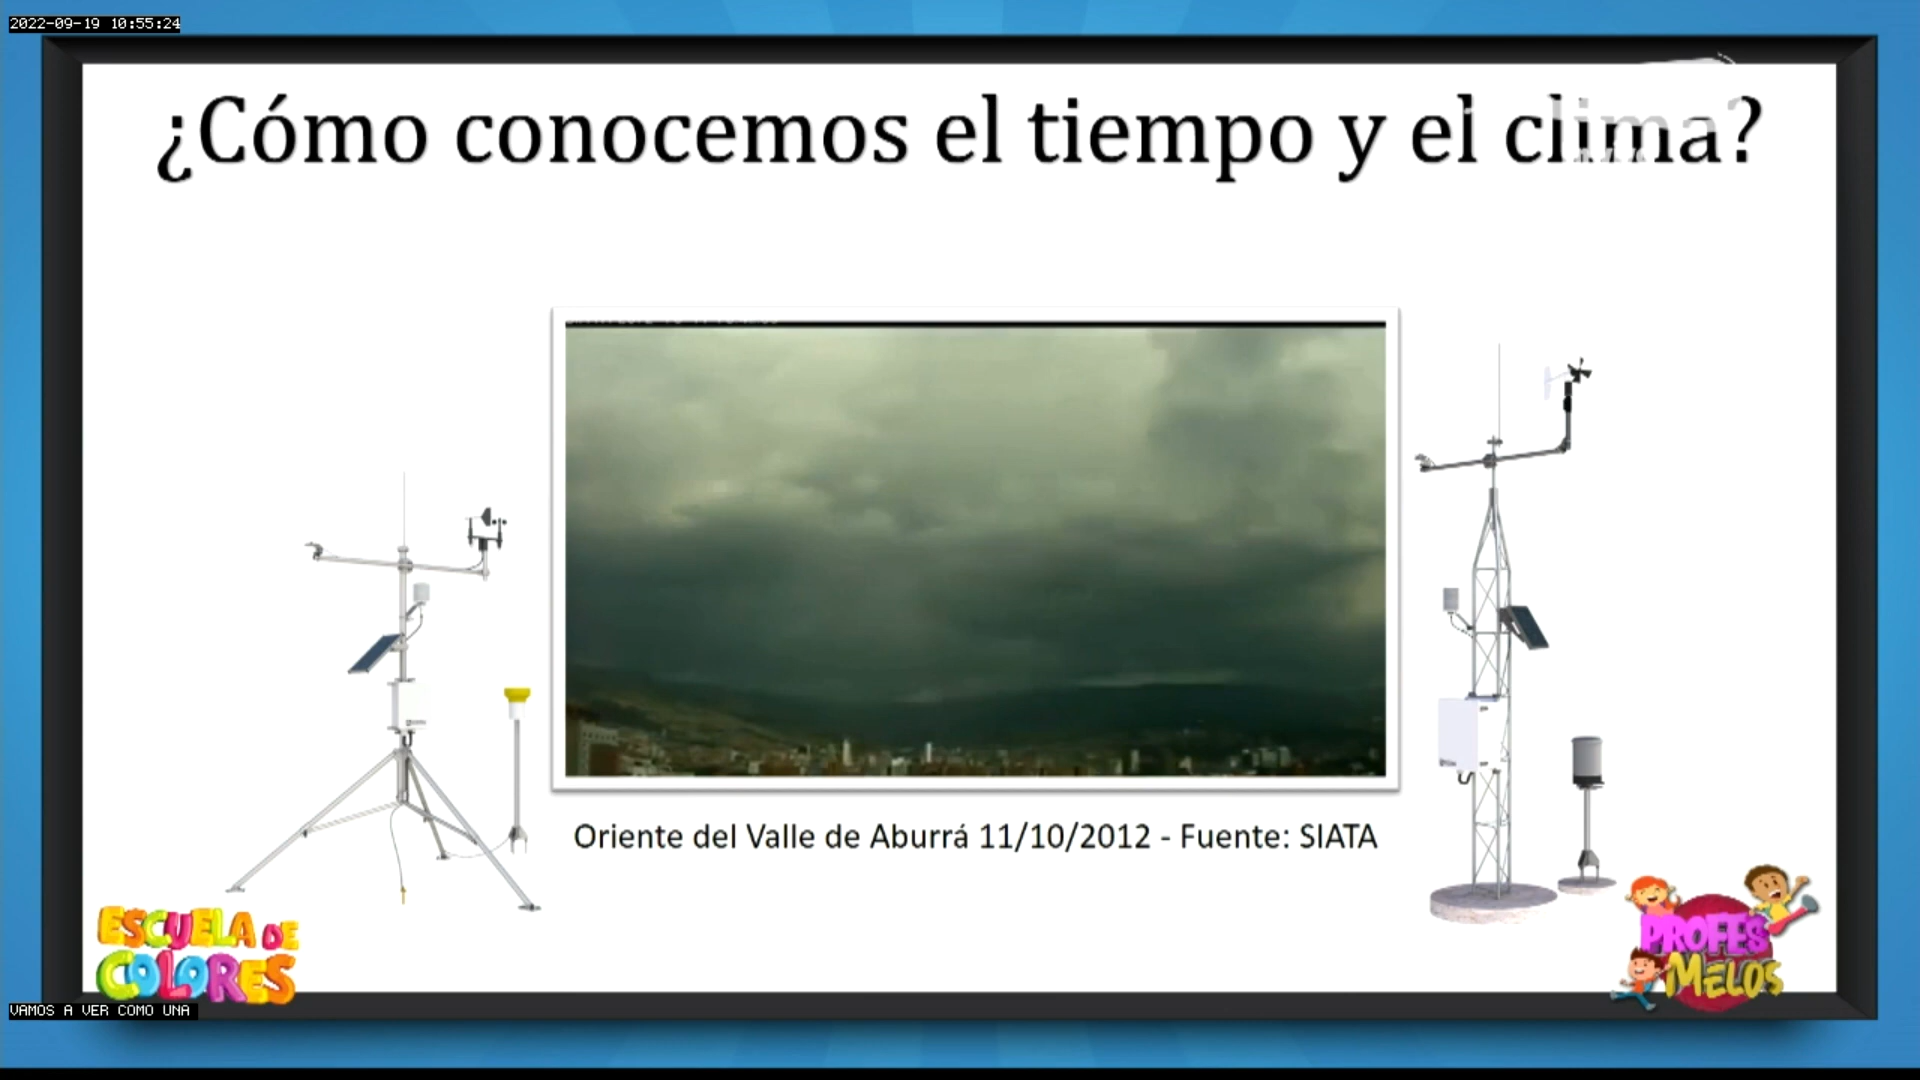 2022-09-19 10:55:24
¿Cómo conocemos el tiempo y el clima?
Oriente del Valle de Aburrá 11/10/2012 - Fuente: SIATA
ESCUELA DE
COLORES
PROFES
MELOS
VAMOS A VER COMO UNA